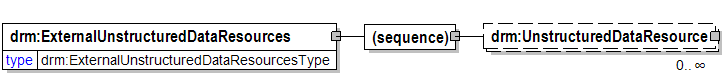 drm:ExternalUnstructuredDataResources
type drm:ExternalUnstructuredDataResourcesType
(sequence)
drm:UnstructuredDataResource
0.. ∞